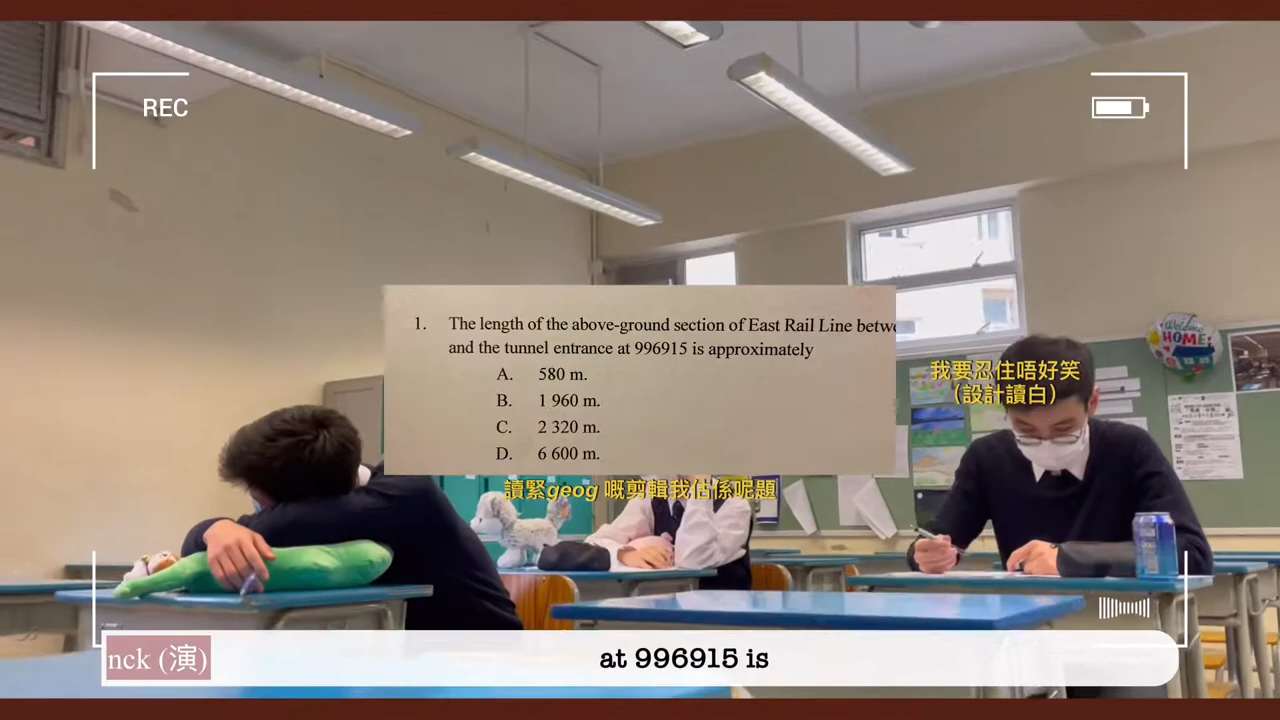 REC
Welcome
HOME
1. The length of the above-ground section of East Rail Line betw
and the tunnel entrance at 996915 is approximately
A. 580 m.
B. 1 960 m.
C. 2 320 m.
D. 6 600 m.
我要忍住唔好笑
(設計讀白)
讀緊geog 嘅剪輯我估係呢題
nck (演)
at 996915 is